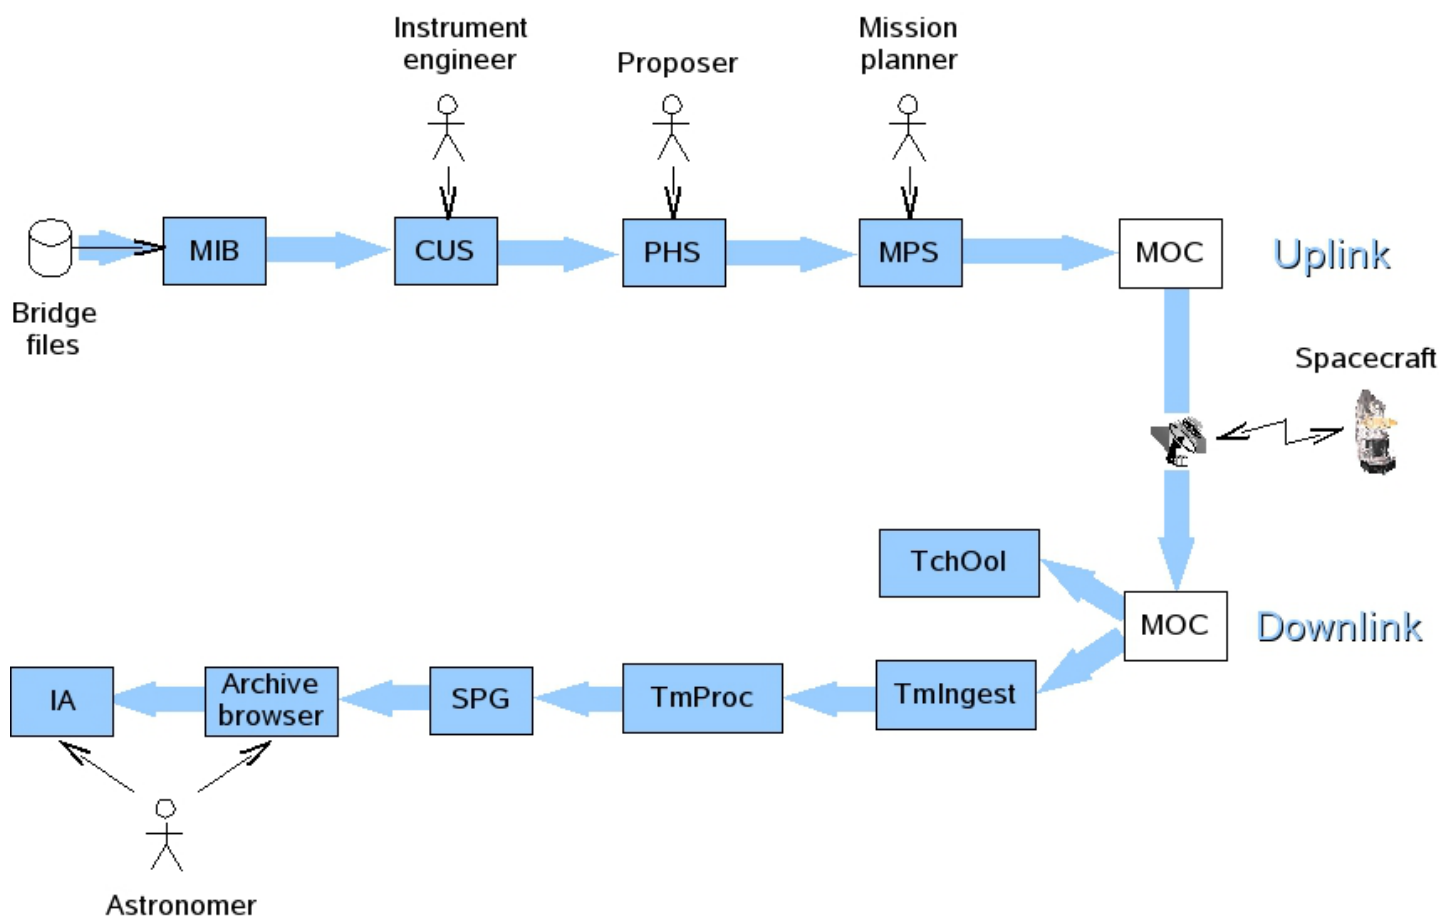 Instrument
engineer
Proposer
Mission
planner
MIB
CUS
PHS
MPS
MOC
Uplink
Bridge
files
Spacecraft
TchOol
MOC
Downlink
IA
Archive
browser
SPG
TmProc
TmIngest
Astronomer